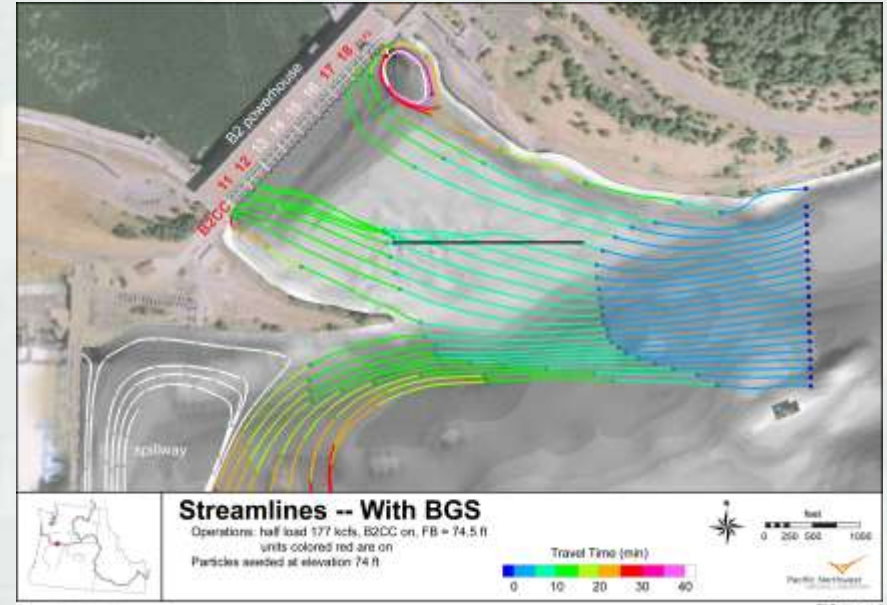 B2 powerhouse
11 12 13 14 15 16 17 18
B2CC
spillway
Streamlines -- With BGS
Operations: half load 177 kcfs, B2CC on, FB = 74.5 ft
units colored red are on
Particles seeded at elevation 74 ft
Travel Time (min)
0 10 20 30 40
feet
0 250 500 1000
Pacific Northwest